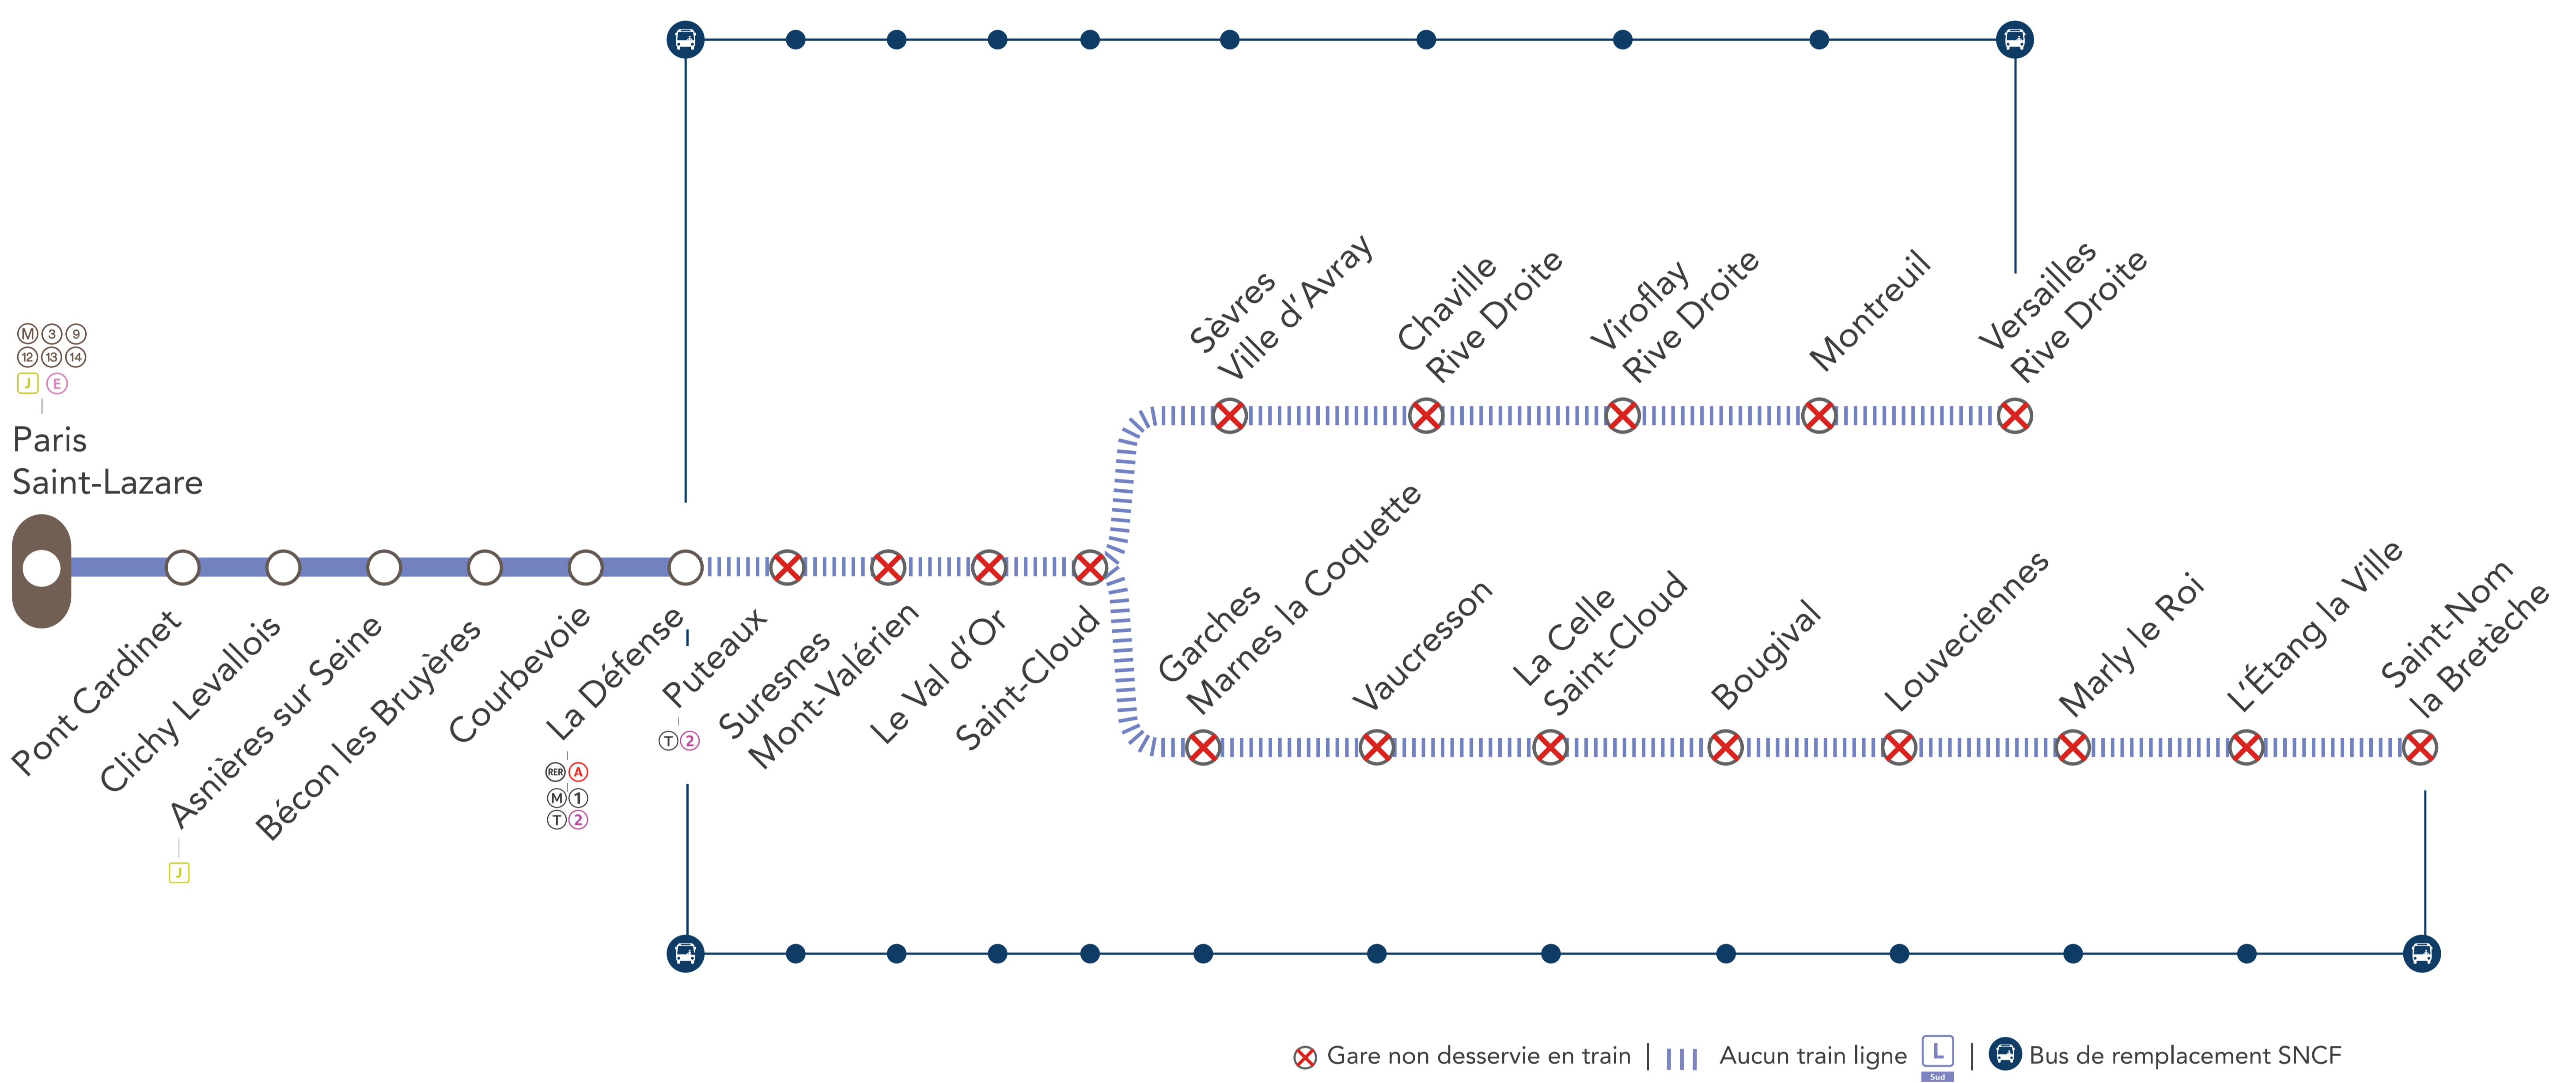 M 3 9
12 13 14
J E
Paris
Saint-Lazare
Pont Cardinet
Clichy Levallois
Asnières sur Seine
J
Bécon les Bruyères
Courbevoie
La Défense
RER A
M 1
T 2
Puteaux
T 2
Suresnes
Mont-Valérien
Le Val d'Or
Saint-Cloud
Sèvres
Ville d'Avray
Chaville
Rive Droite
Viroflay
Rive Droite
Montreuil
Versailles
Rive Droite
Garches
Marnes la Coquette
Vaucresson
La Celle
Saint-Cloud
Bougival
Louveciennes
Marly le Roi
L'Étang la Ville
Saint-Nom
la Bretèche
Gare non desservie en train | Aucun train ligne L | Bus de remplacement SNCF
Sud